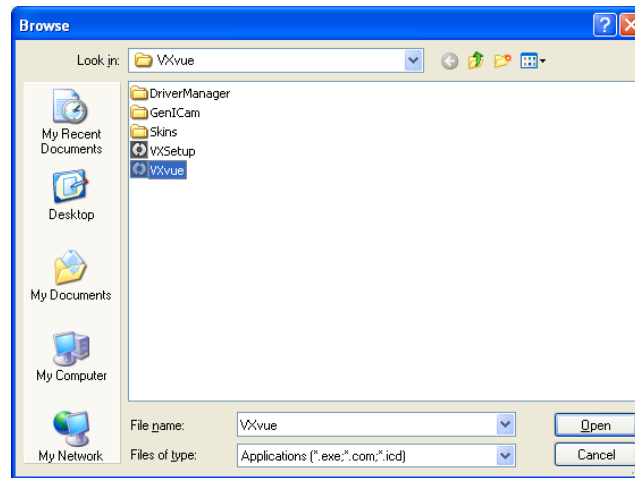 Browse
Look in: VXvue
DriverManager
GenICam
Skins
VXSetup
VXvue
My Recent
Documents
Desktop
My Documents
My Computer
My Network
File name: VXvue Open
Files of type: Applications (*.exe;*.com;*.icd) Cancel